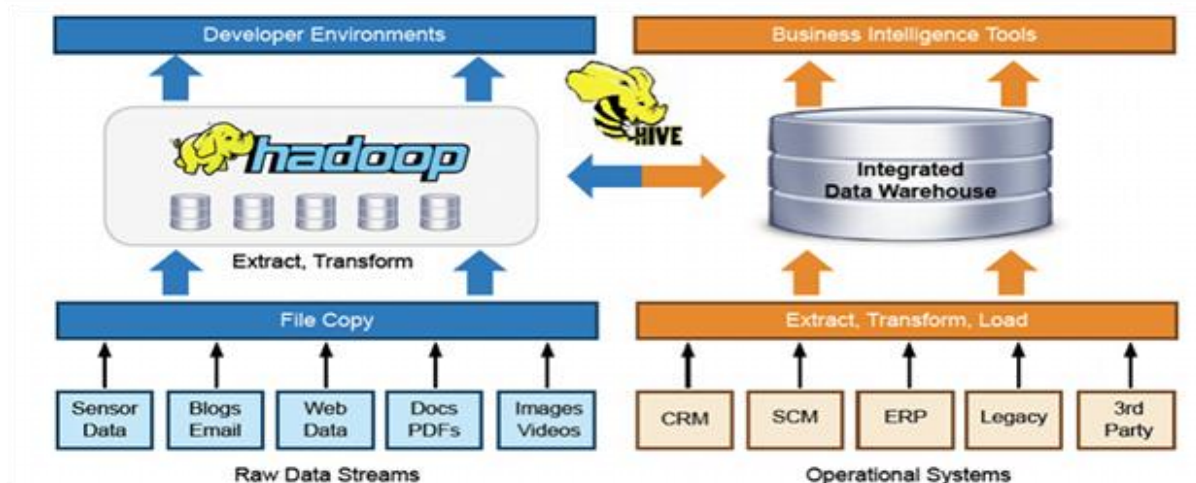 Developer Environments
Business Intelligence Tools
hadoop
HIVE
Integrated
Data Warehouse
Extract, Transform
File Copy
Extract, Transform, Load
Sensor
Data
Blogs
Email
Web
Data
Docs
PDFs
Images
Videos
CRM
SCM
ERP
Legacy
3rd
Party
Raw Data Streams
Operational Systems